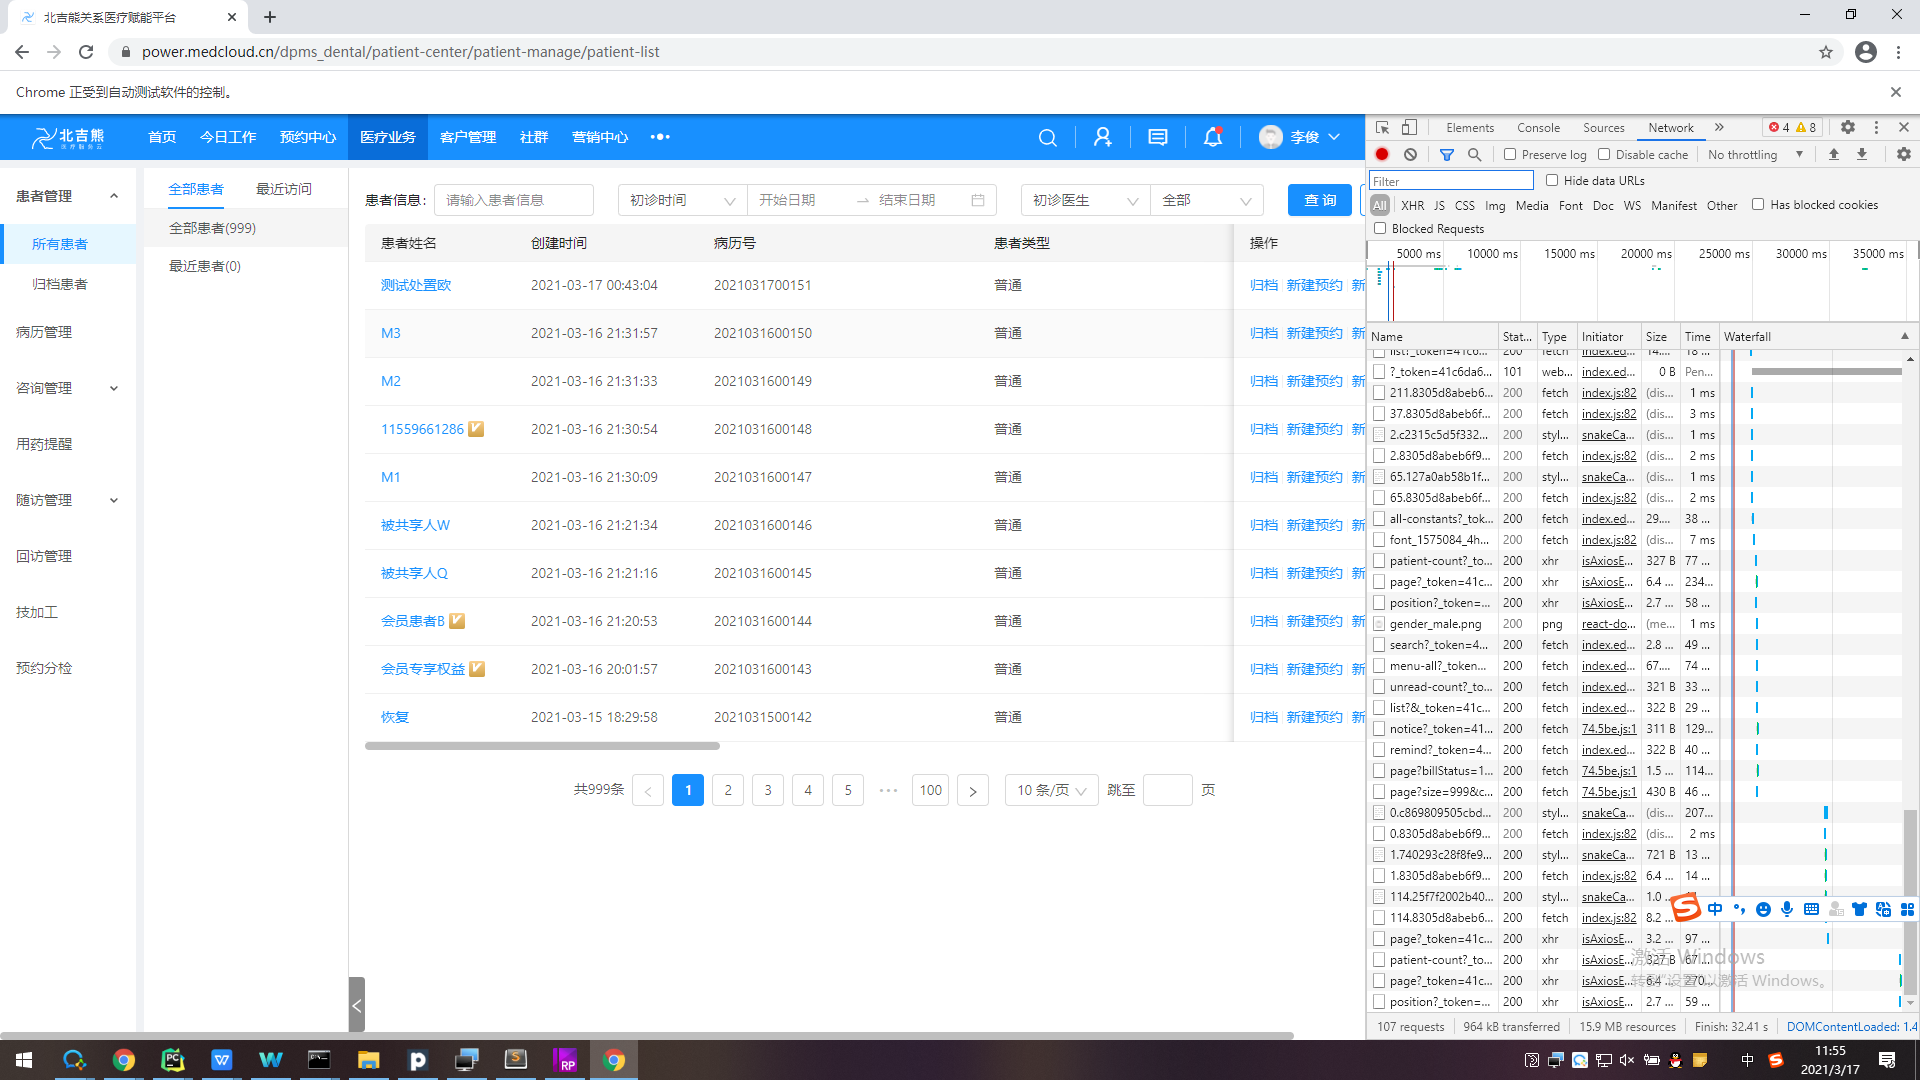 北吉熊关系医疗赋能平台
power.medcloud.cn/dpms_dental/patient-center/patient-manage/patient-list
Chrome 正受到自动测试软件的控制。
北吉熊
医疗服务云
首页 今日工作 预约中心 医疗业务 客户管理 社群 营销中心 •••
李俊
患者管理
所有患者
归档患者
病历管理
咨询管理
用药提醒
随访管理
回访管理
技加工
预约分检
全部患者 最近访问
全部患者(999)
最近患者(0)
患者信息: 请输入患者信息 初诊时间 开始日期 → 结束日期 初诊医生 全部 查 询
患者姓名 创建时间 病历号 患者类型 操作
测试处置欧 2021-03-17 00:43:04 2021031700151 普通 归档 新建预约 新
M3 2021-03-16 21:31:57 2021031600150 普通 归档 新建预约 新
M2 2021-03-16 21:31:33 2021031600149 普通 归档 新建预约 新
11559661286 2021-03-16 21:30:54 2021031600148 普通 归档 新建预约 新
M1 2021-03-16 21:30:09 2021031600147 普通 归档 新建预约 新
被共享人W 2021-03-16 21:21:34 2021031600146 普通 归档 新建预约 新
被共享人Q 2021-03-16 21:21:16 2021031600145 普通 归档 新建预约 新
会员患者B 2021-03-16 21:20:53 2021031600144 普通 归档 新建预约 新
会员专享权益 2021-03-16 20:01:57 2021031600143 普通 归档 新建预约 新
恢复 2021-03-15 18:29:58 2021031500142 普通 归档 新建预约 新
共999条 < 1 2 3 4 5 ••• 100 > 10 条/页 跳至 页
Elements Console Sources Network » 4 8
Preserve log Disable cache No throttling
Filter Hide data URLs
All XHR JS CSS Img Media Font Doc WS Manifest Other Has blocked cookies
Blocked Requests
5000 ms 10000 ms 15000 ms 20000 ms 25000 ms 30000 ms 35000 ms
Name Stat... Type Initiator Size Time Waterfall
list?_token=41c6... 200 fetch index.ed... 14.... 18 ...
?_token=41c6da6... 101 web... index.ed... 0 B Pen...
211.8305d8abeb6... 200 fetch index.js:82 (dis... 1 ms
37.8305d8abeb6f... 200 fetch index.js:82 (dis... 3 ms
2.c2315c5d5f332... 200 styl... snakeCa... (dis... 1 ms
2.8305d8abeb6f9... 200 fetch index.js:82 (dis... 2 ms
65.127a0ab58b1f... 200 styl... snakeCa... (dis... 1 ms
65.8305d8abeb6f... 200 fetch index.js:82 (dis... 2 ms
all-constants?_tok... 200 fetch index.ed... 29.... 38 ...
font_1575084_4h... 200 fetch index.js:82 (dis... 7 ms
patient-count?_to... 200 xhr isAxiosE... 327 B 77 ...
page?_token=41c... 200 xhr isAxiosE... 6.4 ... 234...
position?_token=... 200 xhr isAxiosE... 2.7 ... 58 ...
gender_male.png 200 png react-do... (me... 1 ms
search?_token=4... 200 fetch index.ed... 2.8 ... 49 ...
menu-all?_token... 200 fetch index.ed... 67.... 74 ...
unread-count?_to... 200 fetch index.ed... 321 B 33 ...
list?&_token=41c... 200 fetch index.ed... 322 B 29 ...
notice?_token=41... 200 fetch 74.5be.js:1 311 B 129...
remind?_token=4... 200 fetch index.ed... 322 B 40 ...
page?billStatus=1... 200 fetch 74.5be.js:1 1.5 ... 114...
page?size=999&c... 200 fetch 74.5be.js:1 430 B 46 ...
0.c869809505cbd... 200 styl... snakeCa... (dis... 207...
0.8305d8abeb6f9... 200 fetch index.js:82 (dis... 2 ms
1.740293c28f8fe9... 200 styl... snakeCa... 721 B 13 ...
1.8305d8abeb6f9... 200 fetch index.js:82 6.4 ... 14 ...
114.25f7f2002b40... 200 styl... snakeCa... 1.0 ...
114.8305d8abeb6... 200 fetch index.js:82 8.2 ...
page?_token=41c... 200 xhr isAxiosE... 3.2 ... 97 ...
patient-count?_to... 200 xhr isAxiosE... 327 B 67 ...
page?_token=41c... 200 xhr isAxiosE... 6.4 ... 270...
position?_token=... 200 xhr isAxiosE... 2.7 ... 59 ...
中
激活 Windows
转到"设置"以激活 Windows。
107 requests 964 kB transferred 15.9 MB resources Finish: 32.41 s DOMContentLoaded: 1.4
中
11:55
2021/3/17